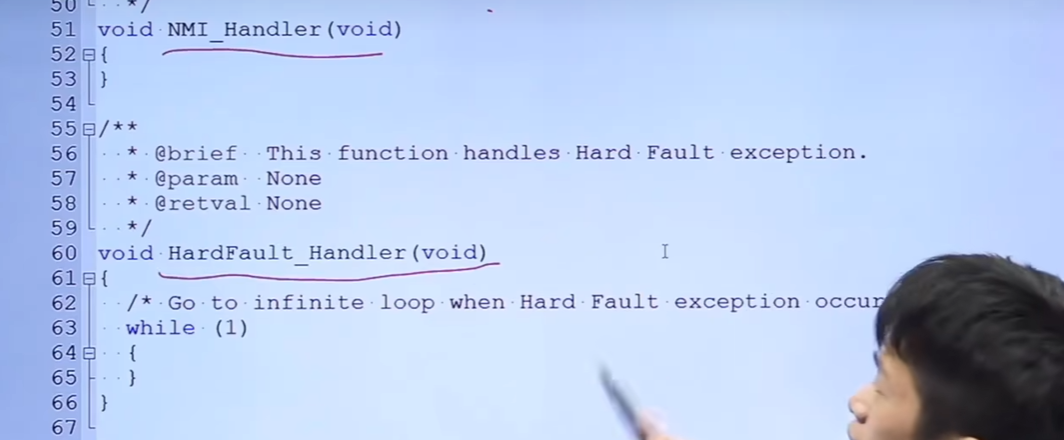 50 */
51 void NMI_Handler(void)
52 {
53 }
54
55 /**
56 * @brief This function handles Hard Fault exception.
57 * @param None
58 * @retval None
59 */
60 void HardFault_Handler(void)
61 {
62 /* Go to infinite loop when Hard Fault exception occur
63 while (1)
64 {
65 }
66 }
67